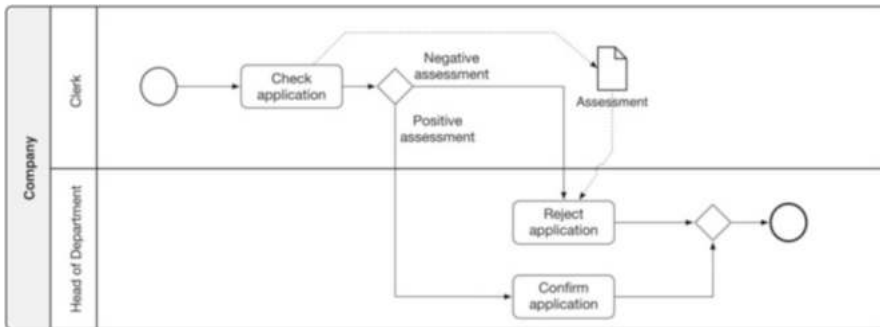 Company
Clerk
Check
application
Negative
assessment
Positive
assessment
Assessment
Head of Department
Reject
application
Confirm
application